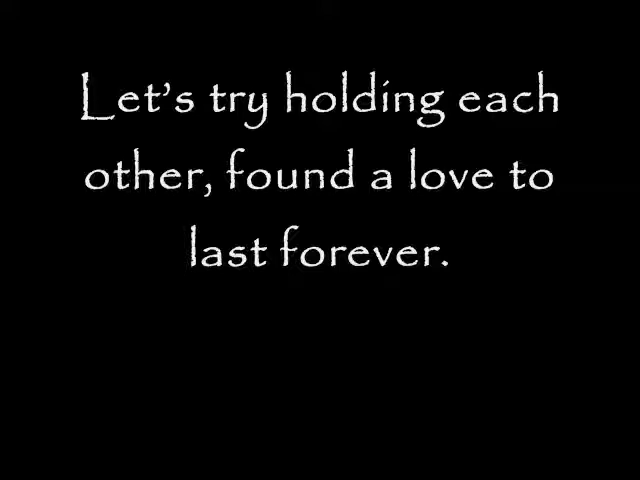 Let's try holding each
other, found a love to
last forever.